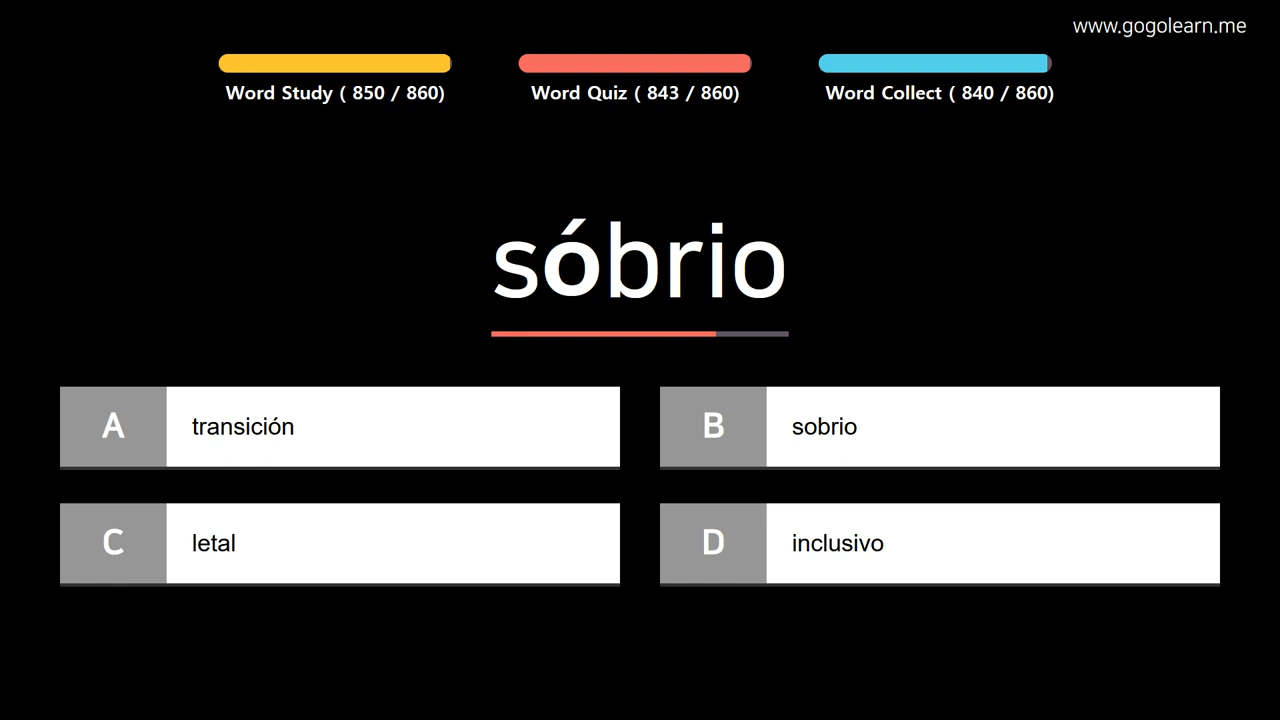 www.gogolearn.me
Word Study ( 850 / 860)
Word Quiz ( 843 / 860)
Word Collect ( 840 / 860)
sóbrio
A transición
B sobrio
C letal
D inclusivo